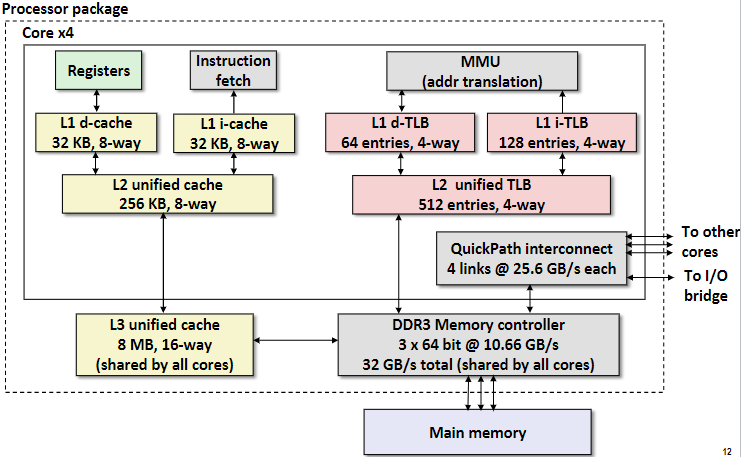 Processor package
Core x4
Registers
Instruction
fetch
MMU
(addr translation)
L1 d-cache
32 KB, 8-way
L1 i-cache
32 KB, 8-way
L1 d-TLB
64 entries, 4-way
L1 i-TLB
128 entries, 4-way
L2 unified cache
256 KB, 8-way
L2 unified TLB
512 entries, 4-way
QuickPath interconnect
4 links @ 25.6 GB/s each
To other
cores
To I/O
bridge
L3 unified cache
8 MB, 16-way
(shared by all cores)
DDR3 Memory controller
3 x 64 bit @ 10.66 GB/s
32 GB/s total (shared by all cores)
Main memory
12